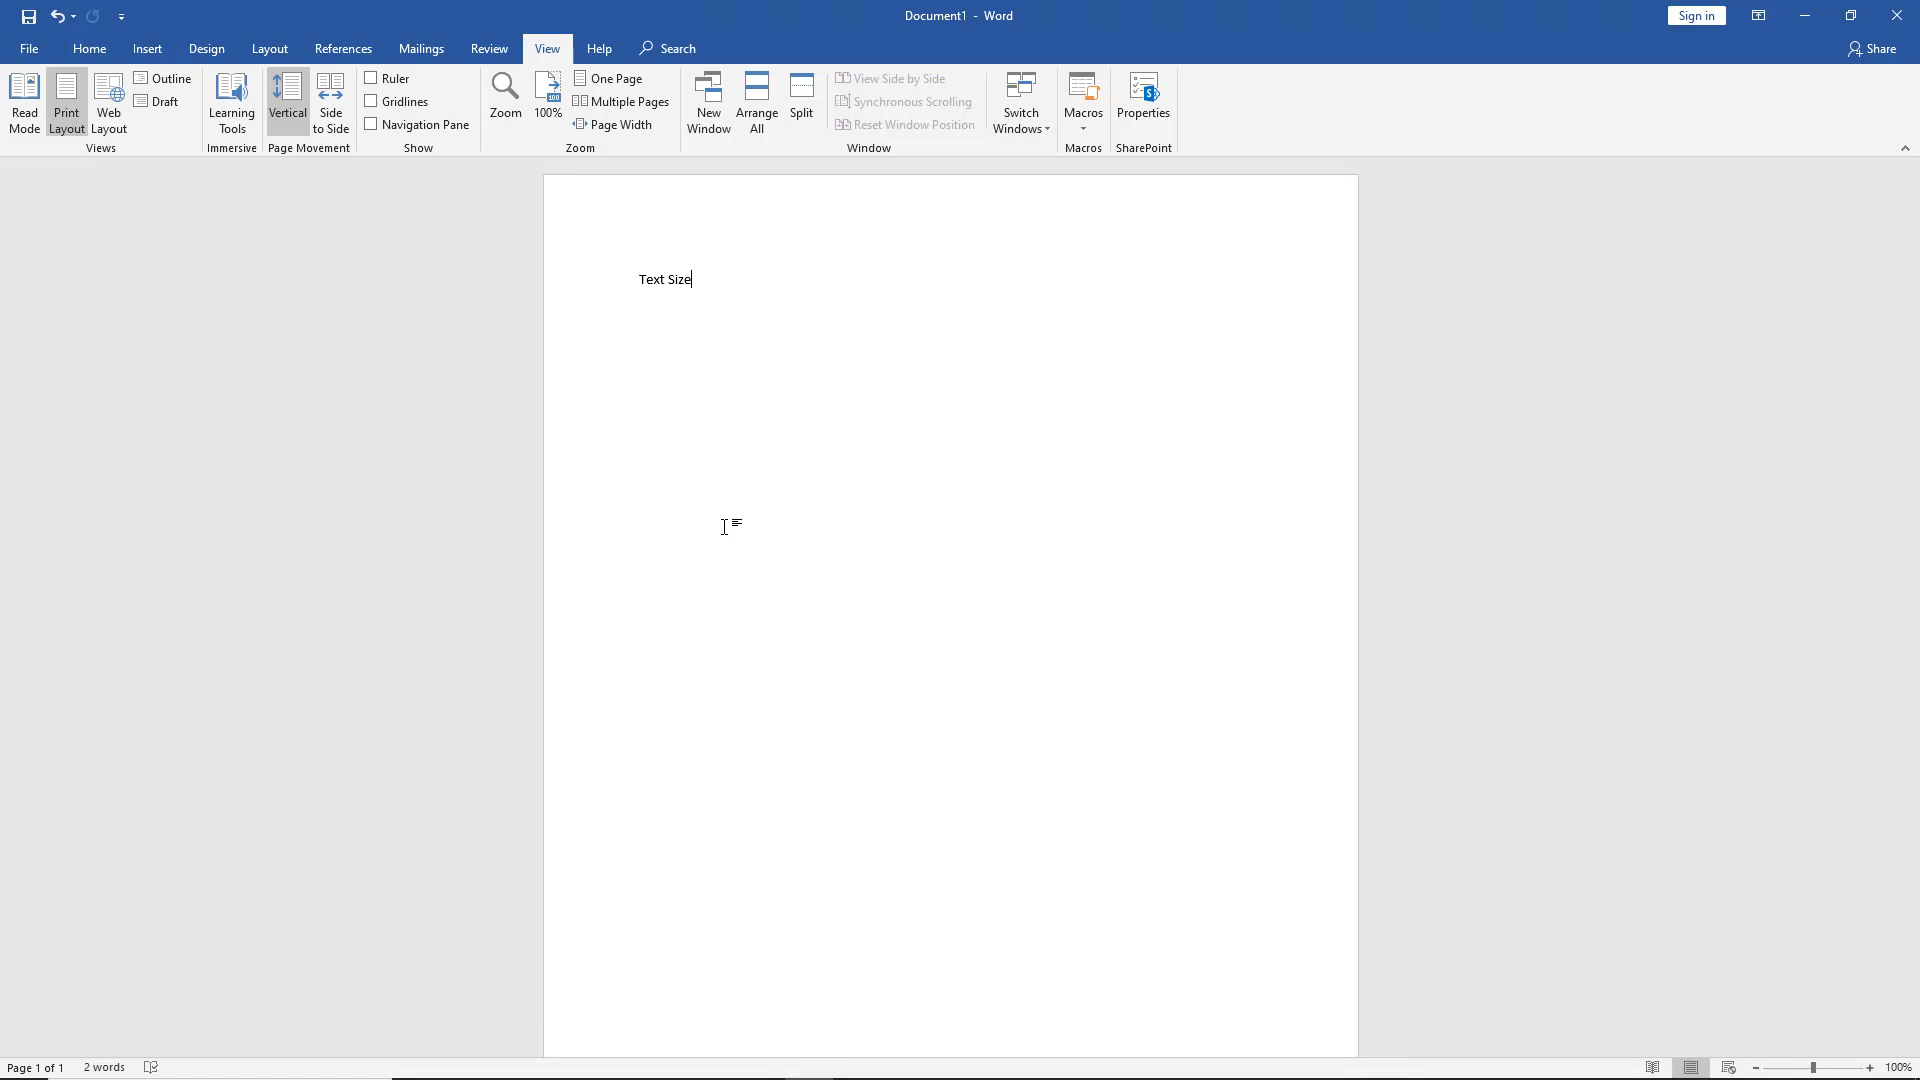 Document1 - Word
Sign in
File Home Insert Design Layout References Mailings Review View Help Search Share
Read Mode
Print Layout
Web Layout
Outline
Draft
Views
Learning Tools
Immersive
Vertical
Side to Side
Page Movement
Ruler
Gridlines
Navigation Pane
Show
Zoom
100
100%
One Page
Multiple Pages
Page Width
Zoom
New Window
Arrange All
Split
View Side by Side
Synchronous Scrolling
Reset Window Position
Switch Windows
Window
Macros
Macros
S
Properties
SharePoint
Text Size
Page 1 of 1 2 words 100%